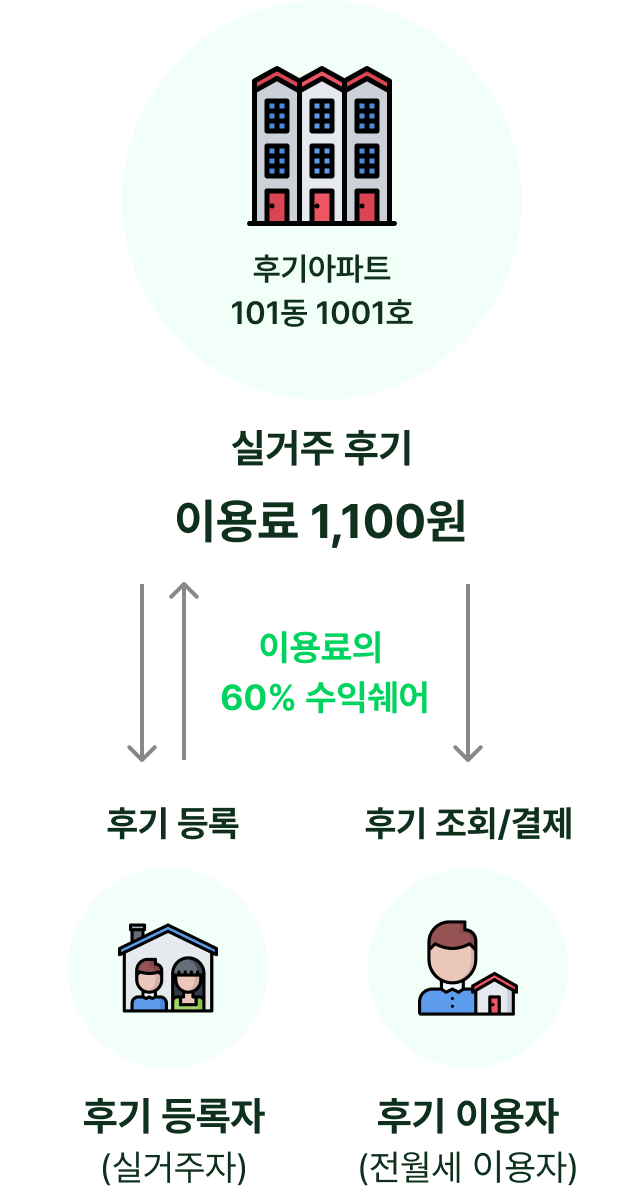 후기아파트
101동 1001호
실거주 후기
이용료 1,100원
이용료의
60% 수익쉐어
후기 등록
후기 조회/결제
후기 등록자
(실거주자)
후기 이용자
(전월세 이용자)